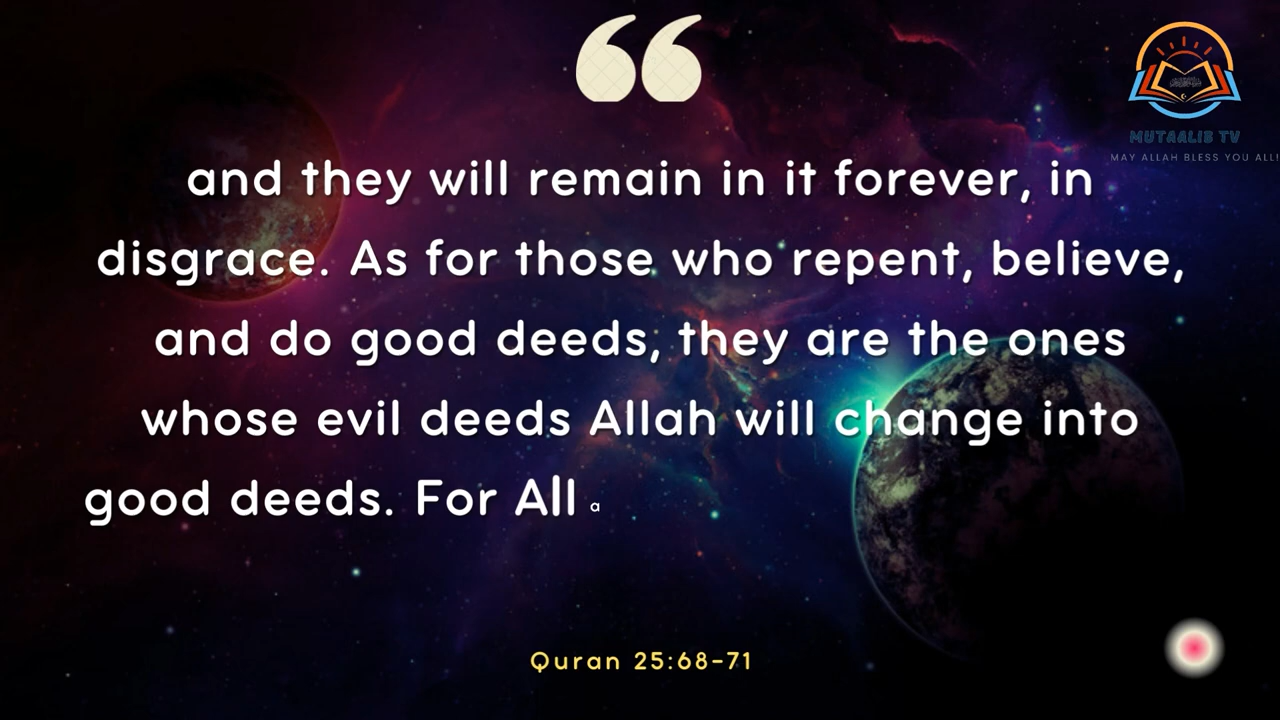 “
and they will remain in it forever, in
disgrace. As for those who repent, believe,
and do good deeds, they are the ones
whose evil deeds Allah will change into
good deeds. For All a
Quran 25:68-71
MUTAALIB TV
MAY ALLAH BLESS YOU ALL!